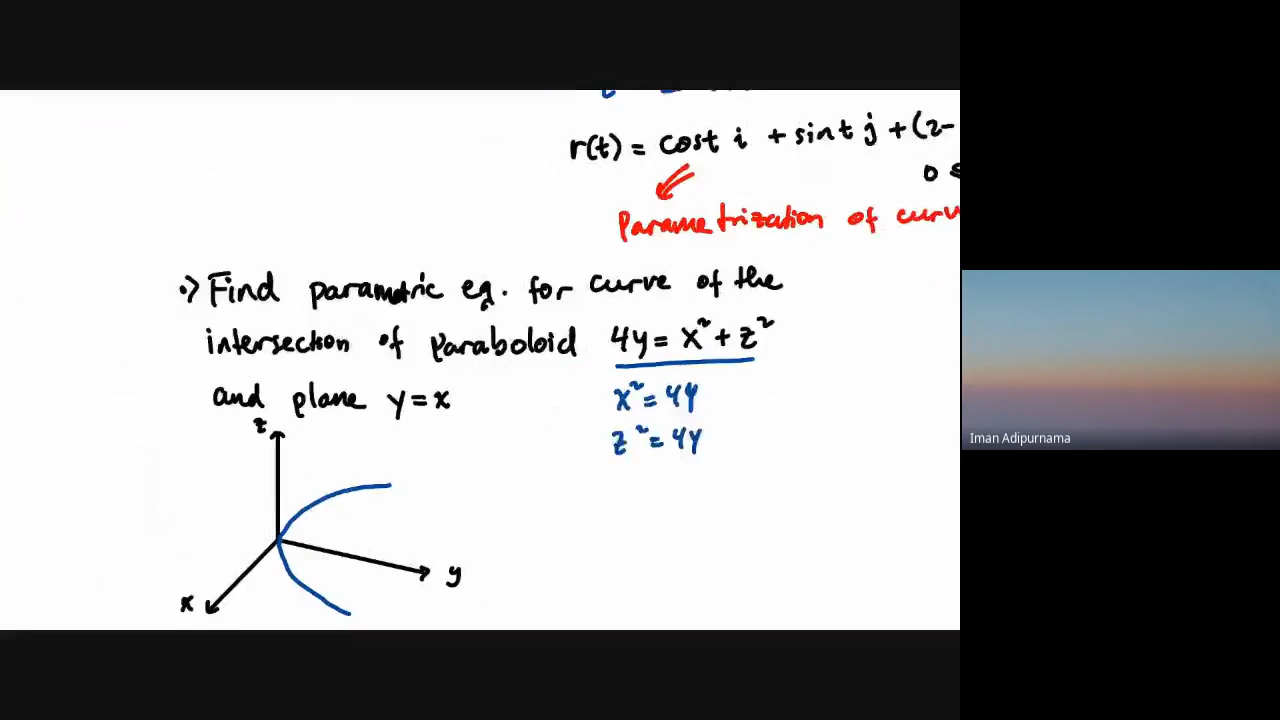 r(t) = cost i + sint j + (2-
0 ≤
Parametrization of curv
•) Find parametric eq. for curve of the
intersection of paraboloid 4y = x² + z²
and plane y = x
x² = 4y
z² = 4y
z
y
x
Iman Adipurnama